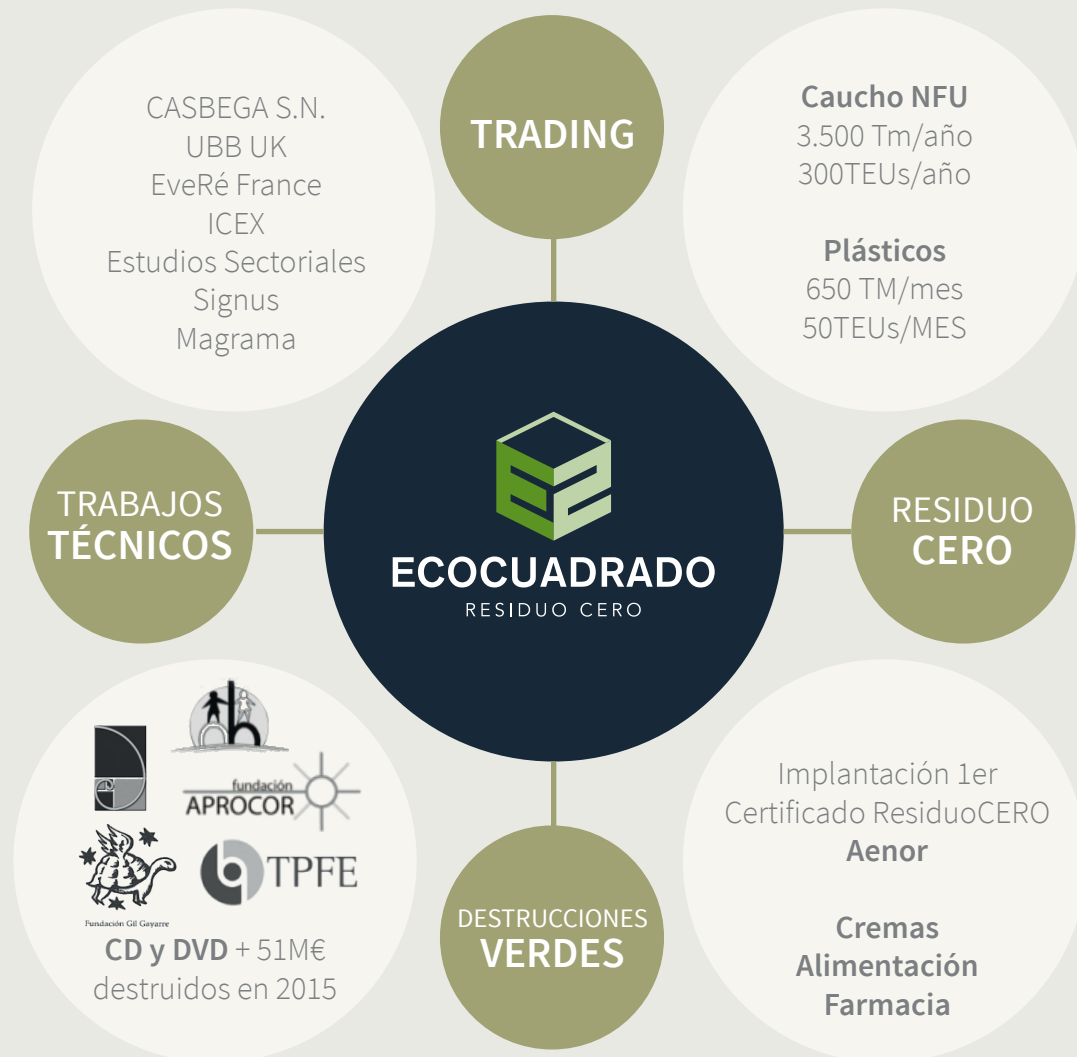 CASBEGA S.N.
UBB UK
EveRé France
ICEX
Estudios Sectoriales
Signus
Magrama
TRADING
Caucho NFU
3.500 Tm/año
300TEUs/año
Plásticos
650 TM/mes
50TEUs/MES
TRABAJOS
TÉCNICOS
E2
ECOCUADRADO
RESIDUO CERO
RESIDUO
CERO
ah
fundación
APROCOR
TPFE
Fundación Gil Gayarre
CD y DVD + 51M€
destruidos en 2015
DESTRUCCIONES
VERDES
Implantación 1er
Certificado ResiduoCERO
Aenor
Cremas
Alimentación
Farmacia